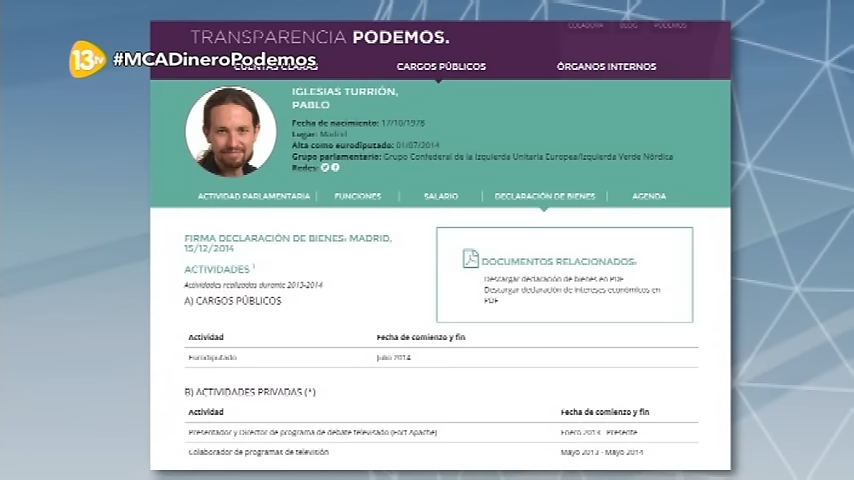 TRANSPARENCIA PODEMOS.
COLABORA BLOG PODEMOS
13tv #MCADineroPodemos
CUENTAS CLARAS CARGOS PÚBLICOS ÓRGANOS INTERNOS
IGLESIAS TURRIÓN,
PABLO
Fecha de nacimiento: 17/10/1978
Lugar: Madrid
Alta como eurodiputado: 01/07/2014
Grupo parlamentario: Grupo Confederal de la Izquierda Unitaria Europea/Izquierda Verde Nórdica
Redes:
ACTIVIDAD PARLAMENTARIA FUNCIONES SALARIO DECLARACIÓN DE BIENES AGENDA
FIRMA DECLARACIÓN DE BIENES: MADRID,
15/12/2014
ACTIVIDADES 1
Actividades realizadas durante 2013-2014
A) CARGOS PÚBLICOS
DOCUMENTOS RELACIONADOS:
Descargar declaración de bienes en PDF
Descargar declaración de intereses económicos en
PDF
Actividad Fecha de comienzo y fin
Eurodiputado Julio 2014
B) ACTIVIDADES PRIVADAS (*)
Actividad Fecha de comienzo y fin
Presentador y Director de programa de debate televisado (Fort Apache) Enero 2013 - Presente
Colaborador de programas de televisión Mayo 2013 - Mayo 2014